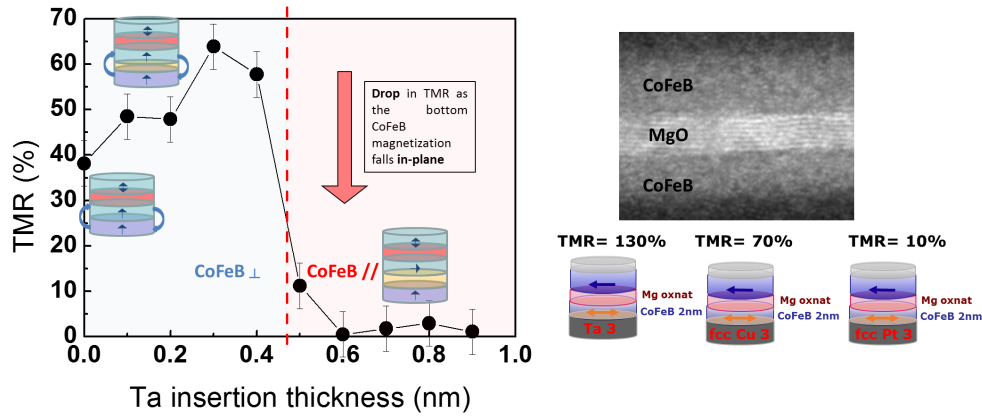 70
60
50
40
30
20
10
0
TMR (%)
0.0 0.2 0.4 0.6 0.8 1.0
Ta insertion thickness (nm)
CoFeB ⊥
CoFeB //
Drop in TMR as
the bottom
CoFeB
magnetization
falls in-plane
CoFeB
MgO
CoFeB
TMR= 130% TMR= 70% TMR= 10%
Mg oxnat
CoFeB 2nm
Ta 3
Mg oxnat
CoFeB 2nm
fcc Cu 3
Mg oxnat
CoFeB 2nm
fcc Pt 3